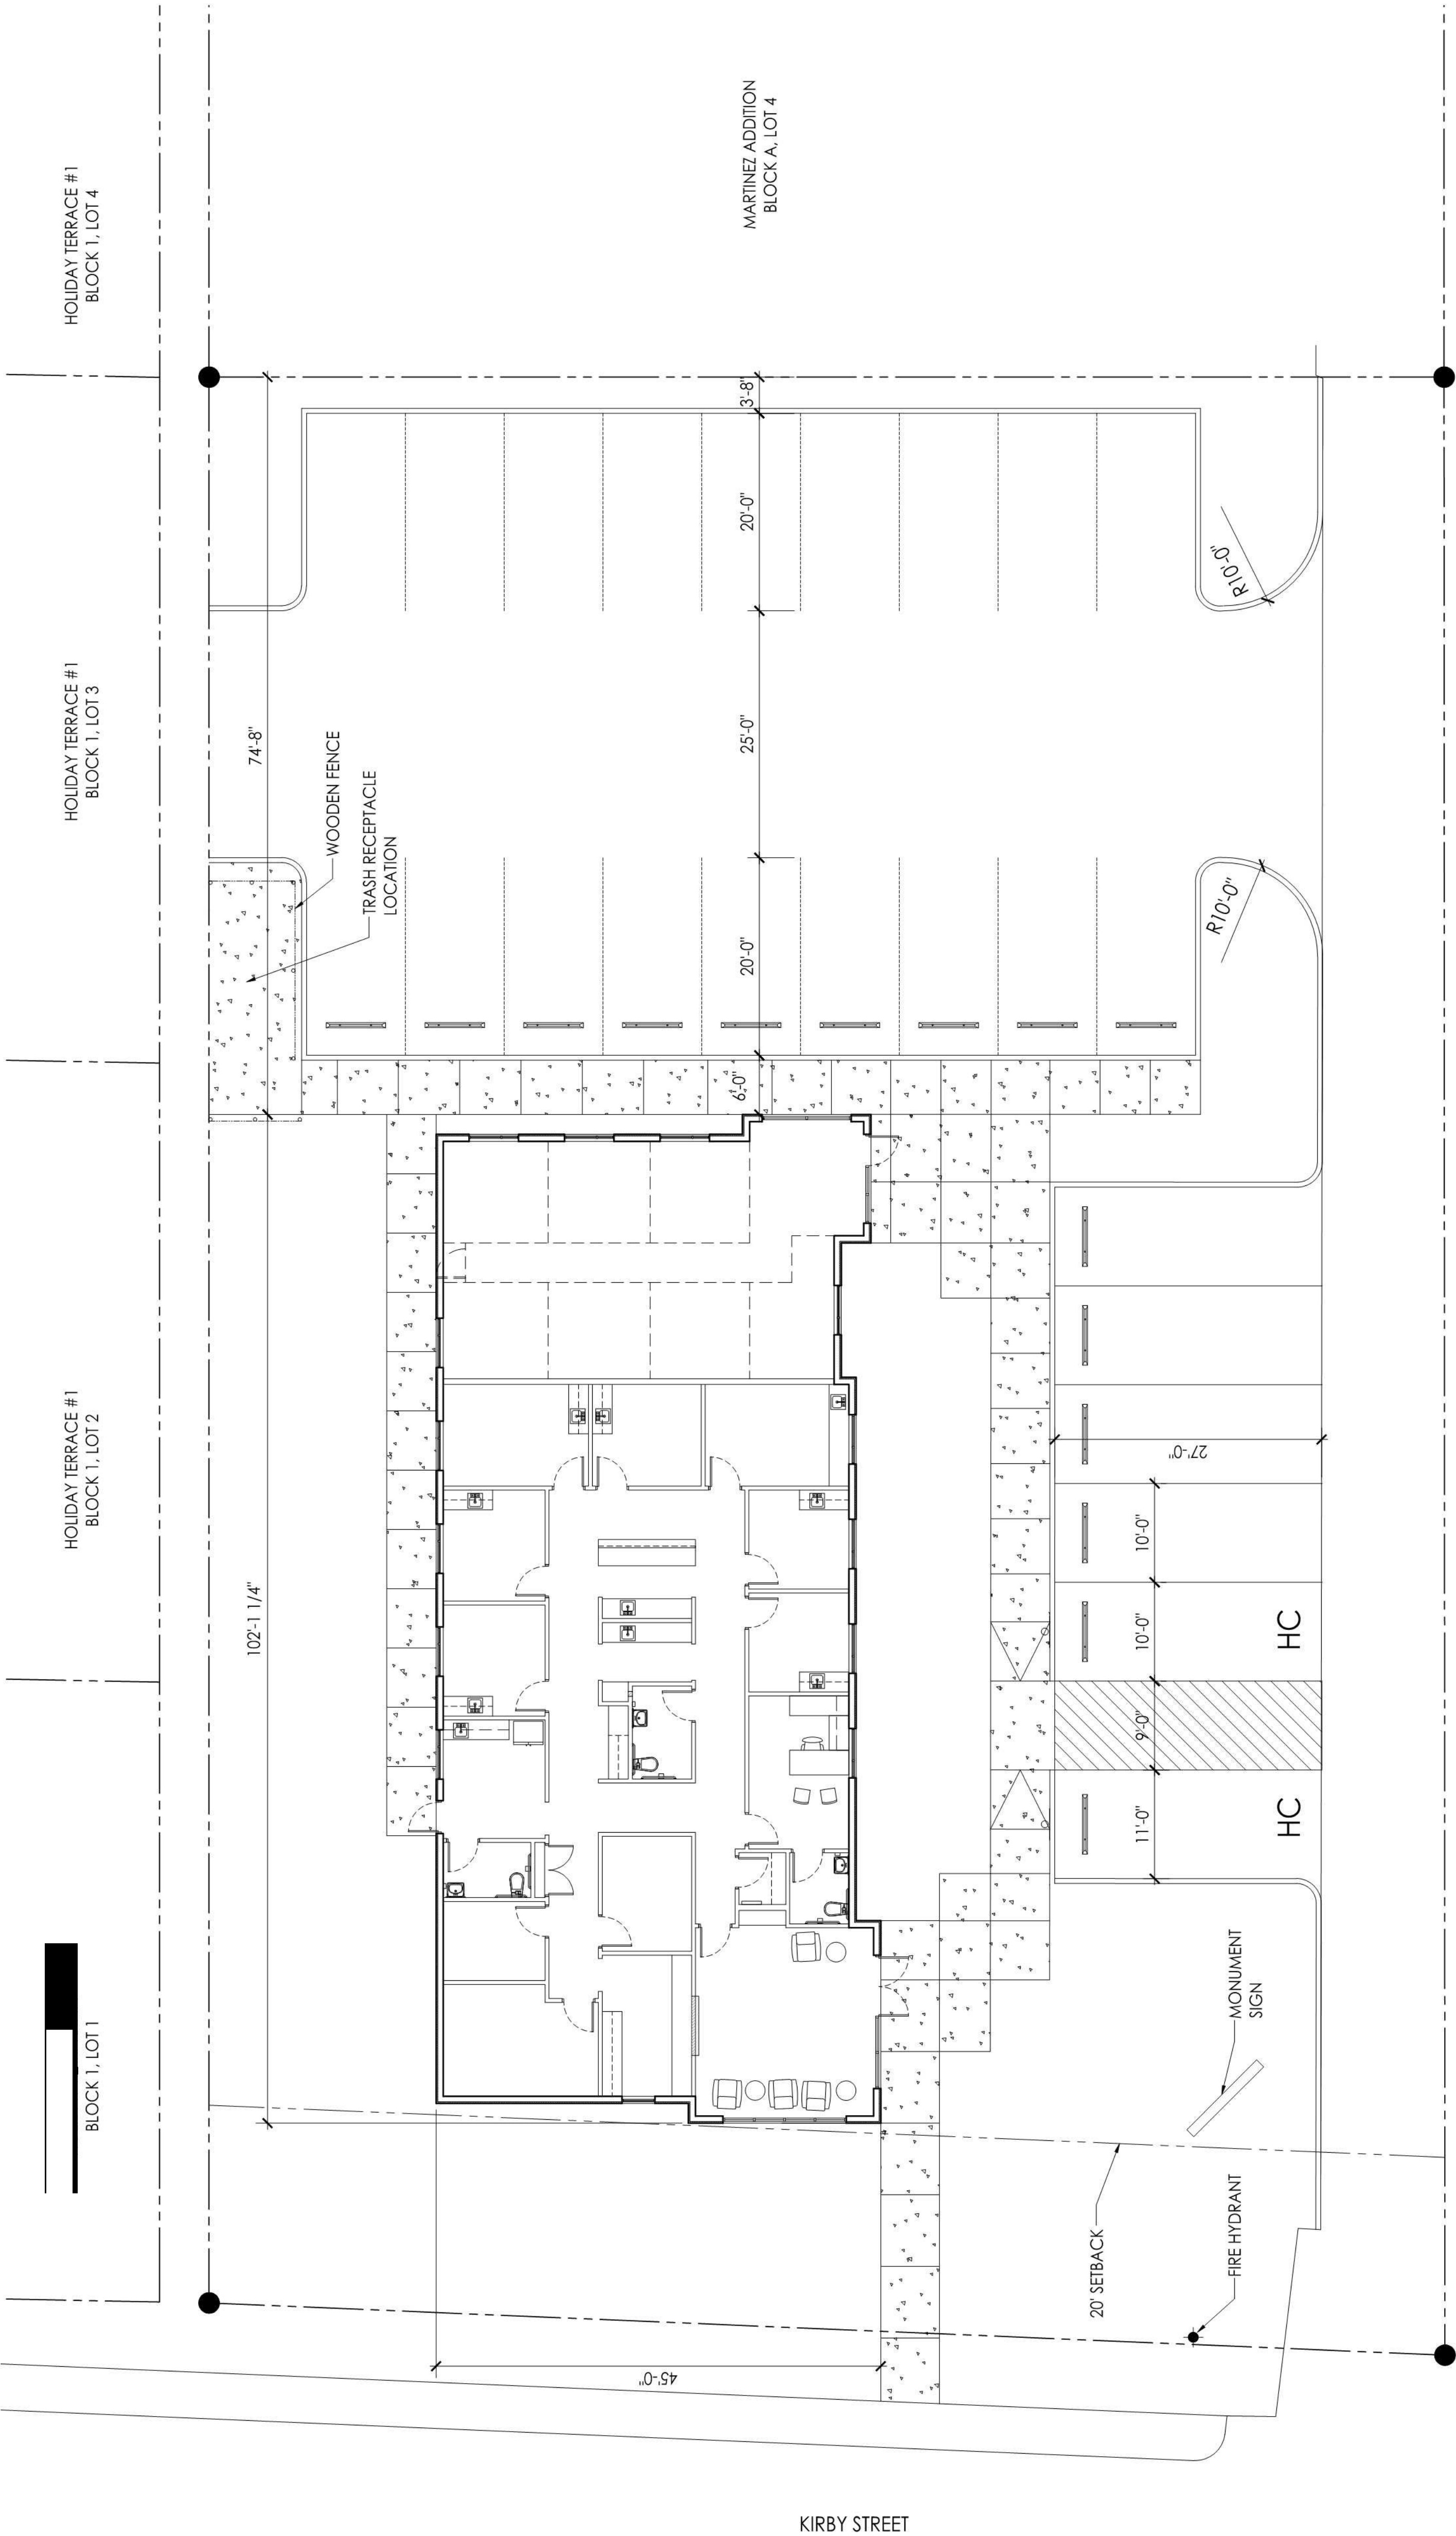 HOLIDAY TERRACE #1
BLOCK 1, LOT 4
HOLIDAY TERRACE #1
BLOCK 1, LOT 3
HOLIDAY TERRACE #1
BLOCK 1, LOT 2
BLOCK 1, LOT 1
MARTINEZ ADDITION
BLOCK A, LOT 4
74'-8"
102'-1 1/4"
WOODEN FENCE
TRASH RECEPTACLE
LOCATION
3'-8"
20'-0"
25'-0"
20'-0"
6'-0"
R10'-0"
R10'-0"
27'-0"
10'-0"
10'-0"
9'-0"
11'-0"
HC
HC
MONUMENT
SIGN
20' SETBACK
FIRE HYDRANT
45'-0"
KIRBY STREET